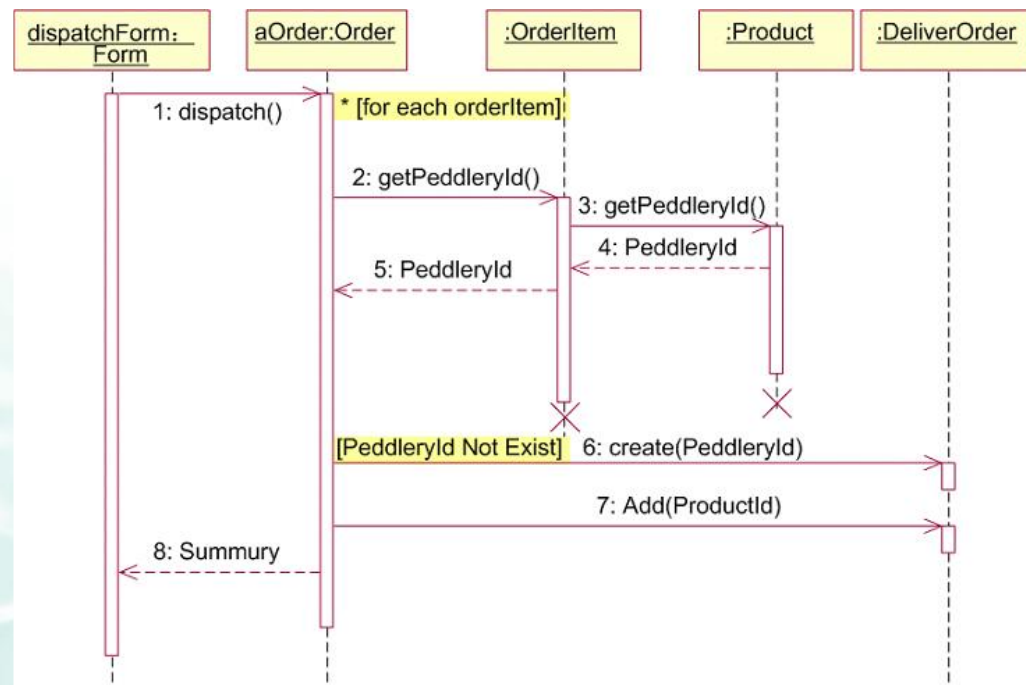 dispatchForm：
Form
aOrder:Order
:OrderItem
:Product
:DeliverOrder
1: dispatch()
* [for each orderItem]
2: getPeddleryId()
3: getPeddleryId()
4: PeddleryId
5: PeddleryId
[PeddleryId Not Exist]
6: create(PeddleryId)
7: Add(ProductId)
8: Summury